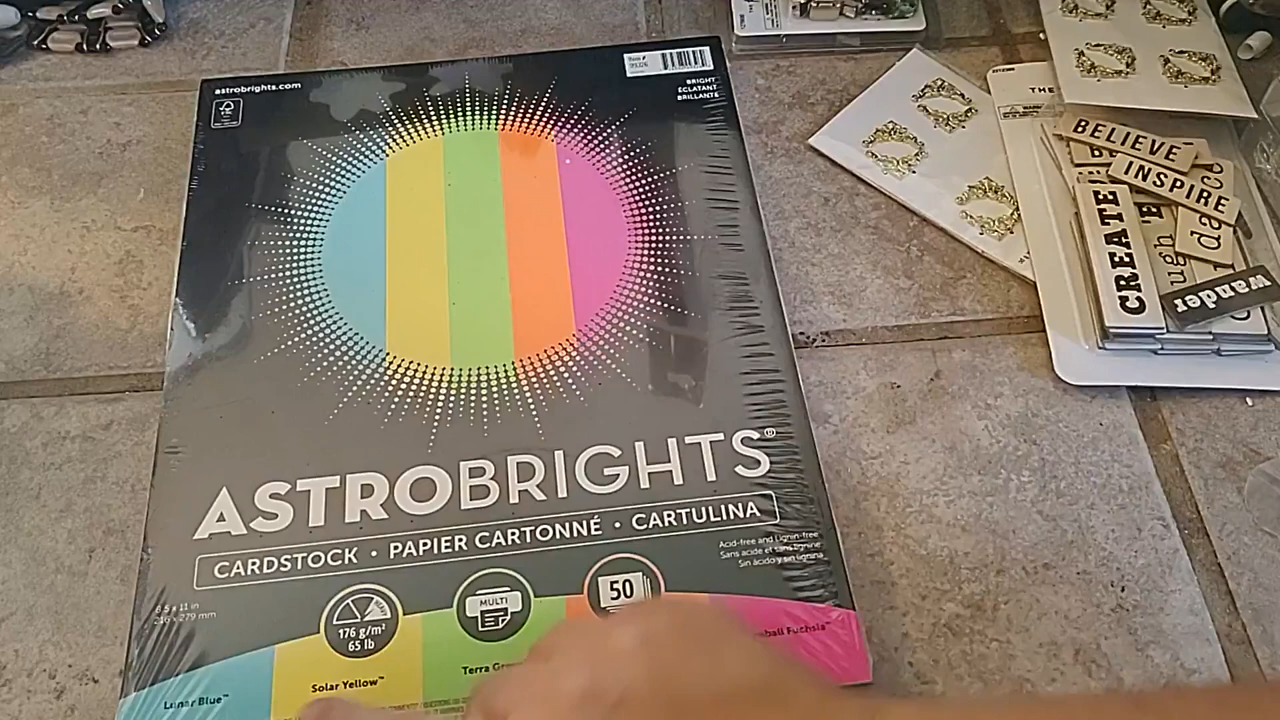 astrobrights.com
BRIGHT
ÉCLATANT
BRILLANTE
ASTROBRIGHTS®
CARDSTOCK • PAPIER CARTONNÉ • CARTULINA
Acid-free and Lignin-free
Sans acide et sans lignine
Sin ácido y sin lignina
8.5 x 11 in
216 x 279 mm
176 g/m²
65 lb
MULTI
50
Lunar Blue™
Solar Yellow™
Terra
Fuchsia™
THE
BELIEVE
INSPIRE
CREATE
wander